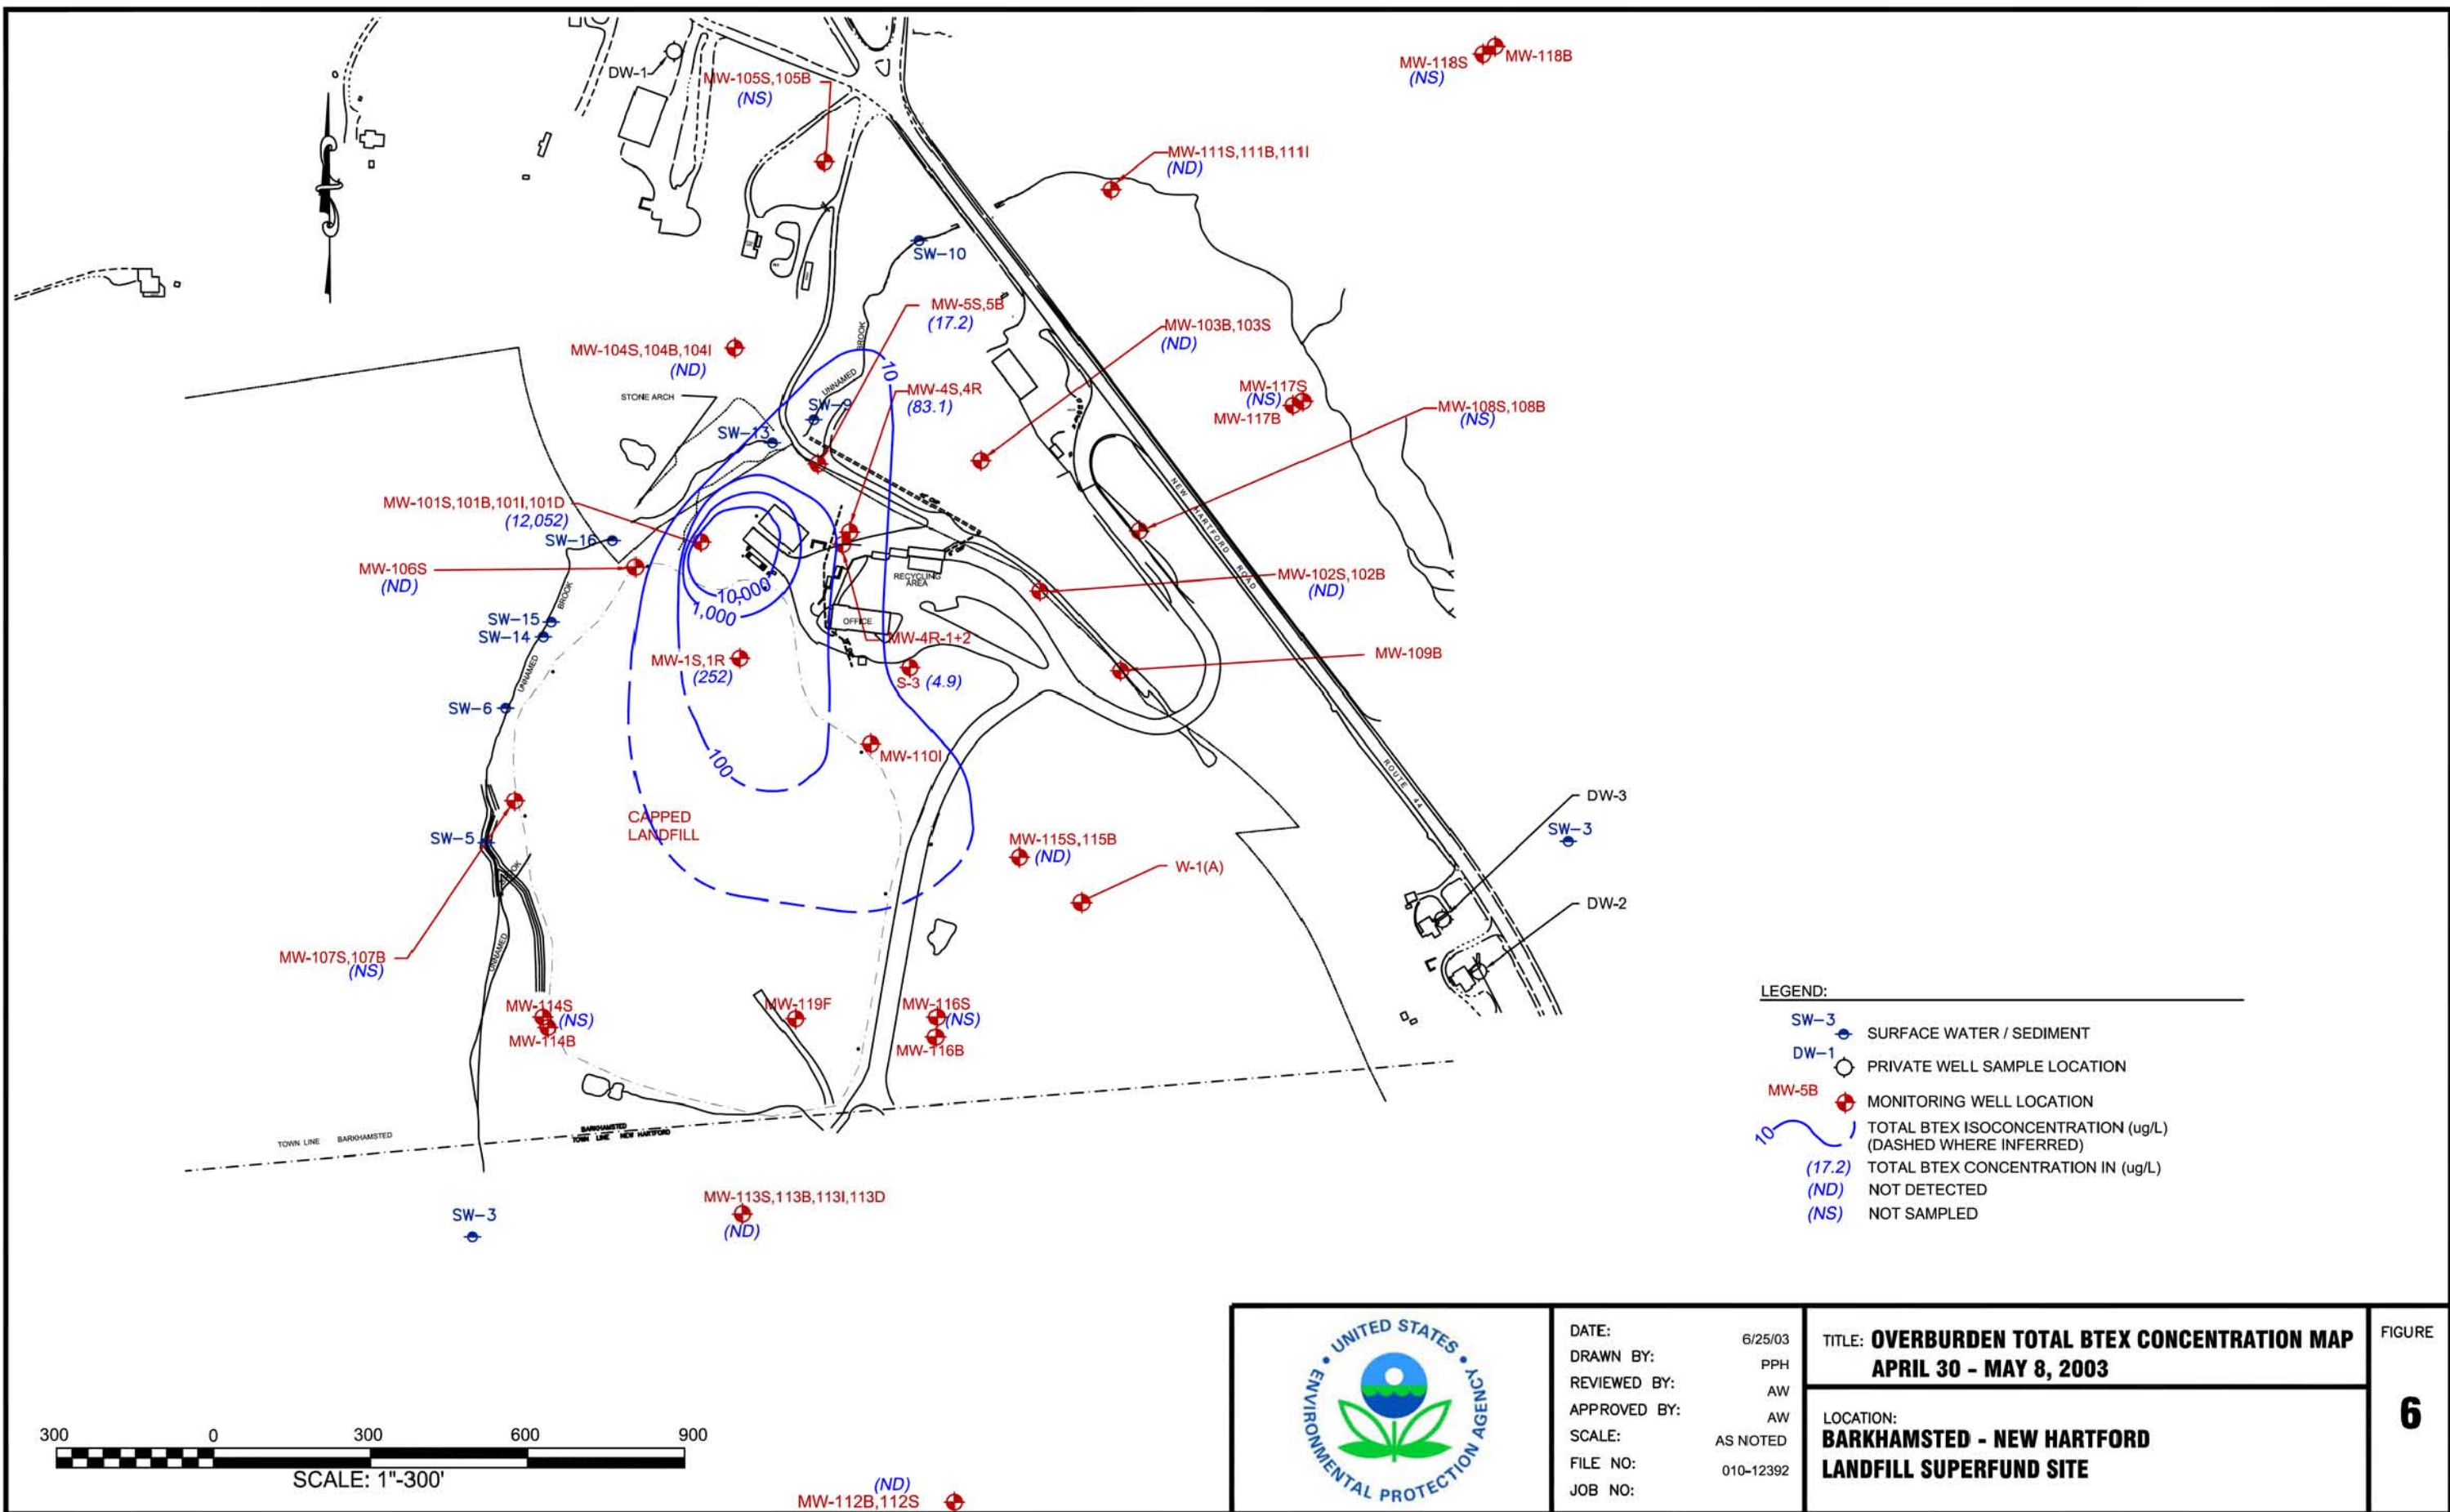 DW-1
MW-105S,105B
(NS)
MW-118S
(NS)
MW-118B
MW-111S,111B,111I
(ND)
SW-10
MW-5S,5B
(17.2)
BROOK
MW-103B,103S
(ND)
MW-104S,104B,104I
(ND)
10
UNNAMED
MW-4S,4R
(83.1)
STONE ARCH
SW-9
SW-13
MW-117S
(NS)
MW-117B
MW-108S,108B
(NS)
MW-101S,101B,101I,101D
(12,052)
SW-16
NEW HARTFORD ROAD
MW-106S
(ND)
RECYCLING
AREA
MW-102S,102B
(ND)
BROOK
10,000
1,000
SW-15
SW-14
OFFICE
MW-4R-1+2
MW-109B
UNNAMED
MW-1S,1R
(252)
S-3 (4.9)
SW-6
MW-110I
100
ROUTE 44
CAPPED
LANDFILL
SW-5
BROOK
DW-3
SW-3
MW-115S,115B
(ND)
W-1(A)
DW-2
MW-107S,107B
(NS)
UNNAMED
MW-114S
(NS)
MW-114B
MW-119F
MW-116S
(NS)
MW-116B
LEGEND:
SW-3
SURFACE WATER / SEDIMENT
DW-1
PRIVATE WELL SAMPLE LOCATION
MW-5B
MONITORING WELL LOCATION
10
TOTAL BTEX ISOCONCENTRATION (ug/L)
(DASHED WHERE INFERRED)
(17.2) TOTAL BTEX CONCENTRATION IN (ug/L)
(ND) NOT DETECTED
(NS) NOT SAMPLED
TOWN LINE BARKHAMSTED
BARKHAMSTED
TOWN LINE NEW HARTFORD
MW-113S,113B,113I,113D
(ND)
SW-3
300 0 300 600 900
SCALE: 1"-300'
(ND)
MW-112B,112S
UNITED STATES
ENVIRONMENTAL PROTECTION AGENCY
DATE: 6/25/03
DRAWN BY: PPH
REVIEWED BY: AW
APPROVED BY: AW
SCALE: AS NOTED
FILE NO: 010-12392
JOB NO:
TITLE: OVERBURDEN TOTAL BTEX CONCENTRATION MAP
APRIL 30 - MAY 8, 2003
LOCATION:
BARKHAMSTED - NEW HARTFORD
LANDFILL SUPERFUND SITE
FIGURE
6